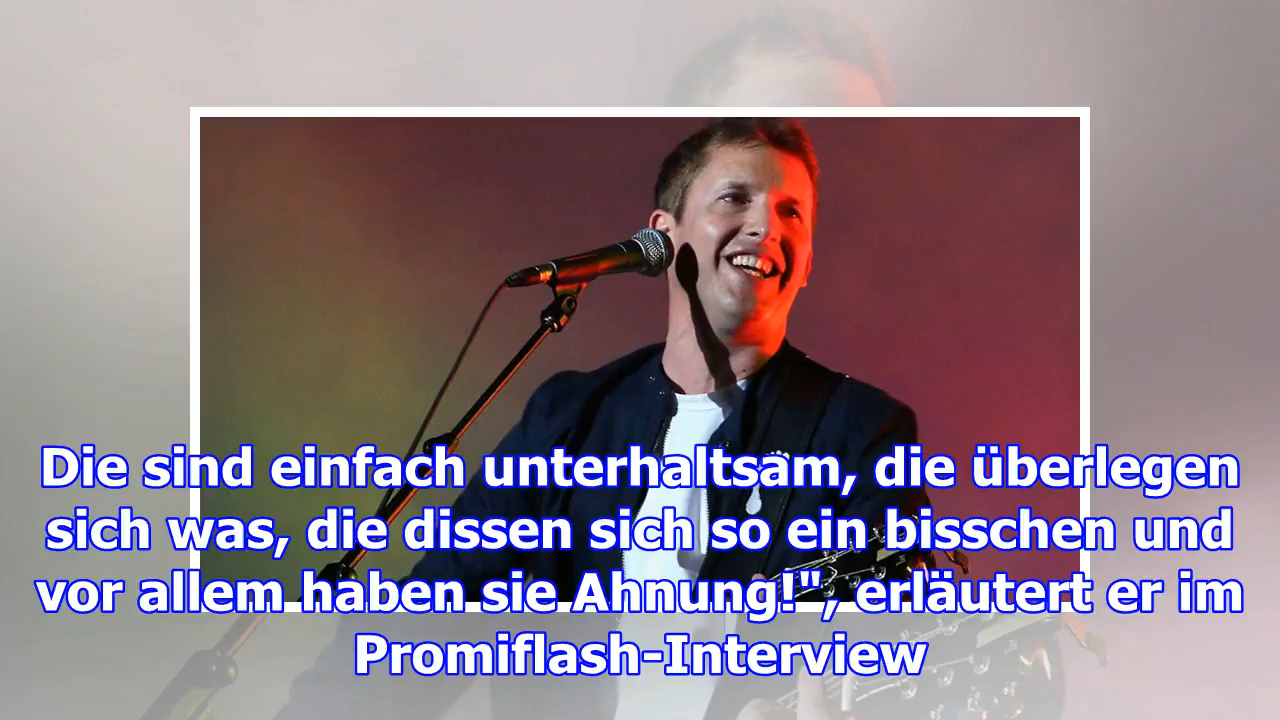 Die sind einfach unterhaltsam, die überlegen
sich was, die dissen sich so ein bisschen und
vor allem haben sie Ahnung!", erläutert er im
Promiflash-Interview